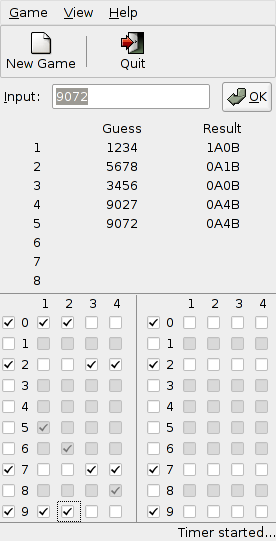 Game View Help
New Game Quit
Input: 9072 OK
Guess Result
1 1234 1A0B
2 5678 0A1B
3 3456 0A0B
4 9027 0A4B
5 9072 0A4B
6
7
8
1 2 3 4 1 2 3 4
0 0
1 1
2 2
3 3
4 4
5 5
6 6
7 7
8 8
9 9
Timer started...